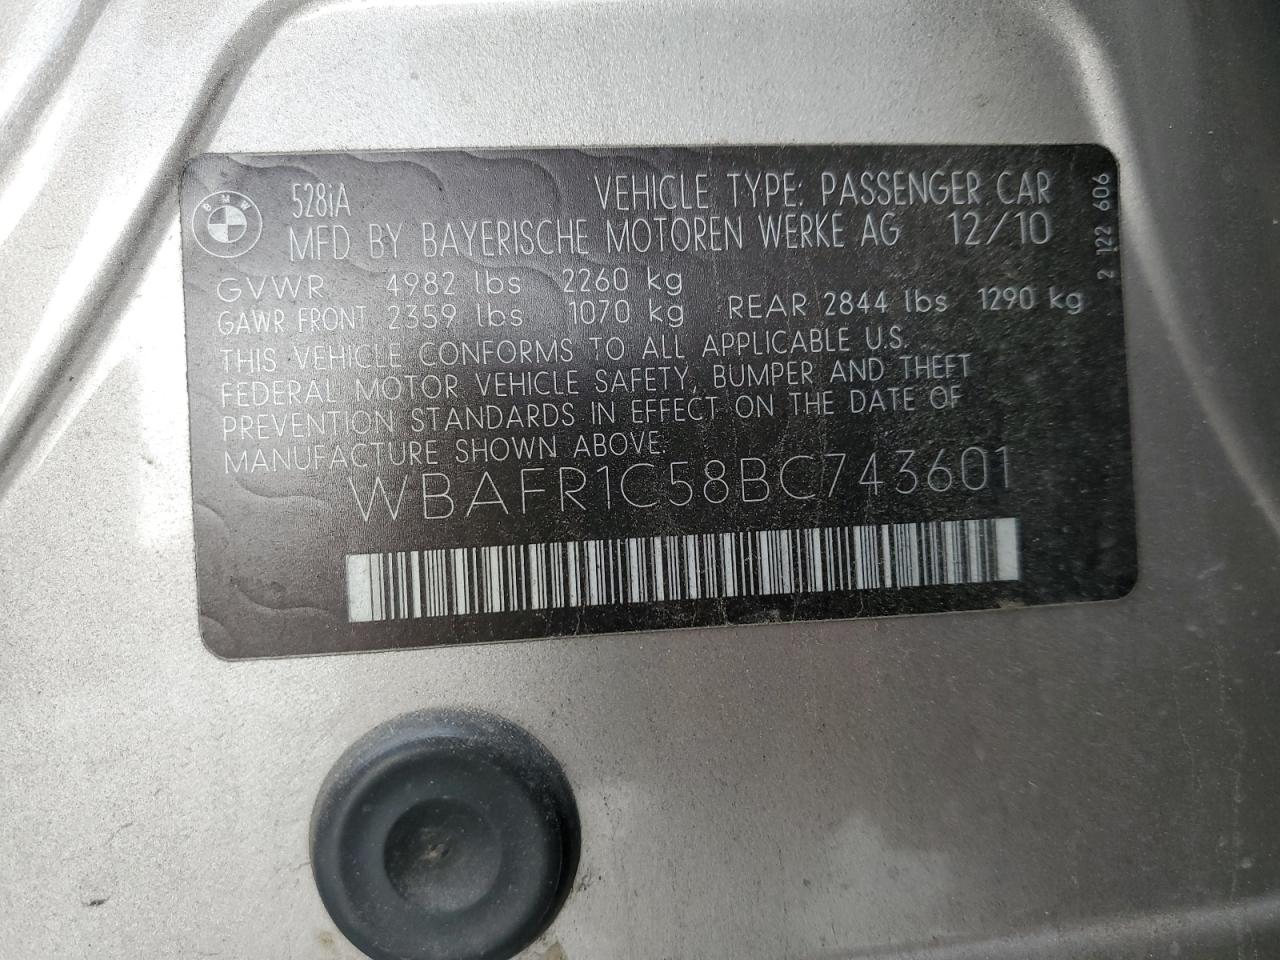 BMW
528iA VEHICLE TYPE: PASSENGER CAR
MFD BY BAYERISCHE MOTOREN WERKE AG 12/10
GVWR 4982 lbs 2260 kg
GAWR FRONT 2359 lbs 1070 kg REAR 2844 lbs 1290 kg
THIS VEHICLE CONFORMS TO ALL APPLICABLE U.S.
FEDERAL MOTOR VEHICLE SAFETY, BUMPER AND THEFT
PREVENTION STANDARDS IN EFFECT ON THE DATE OF
MANUFACTURE SHOWN ABOVE.
WBAFR1C58BC743601
2 122 606